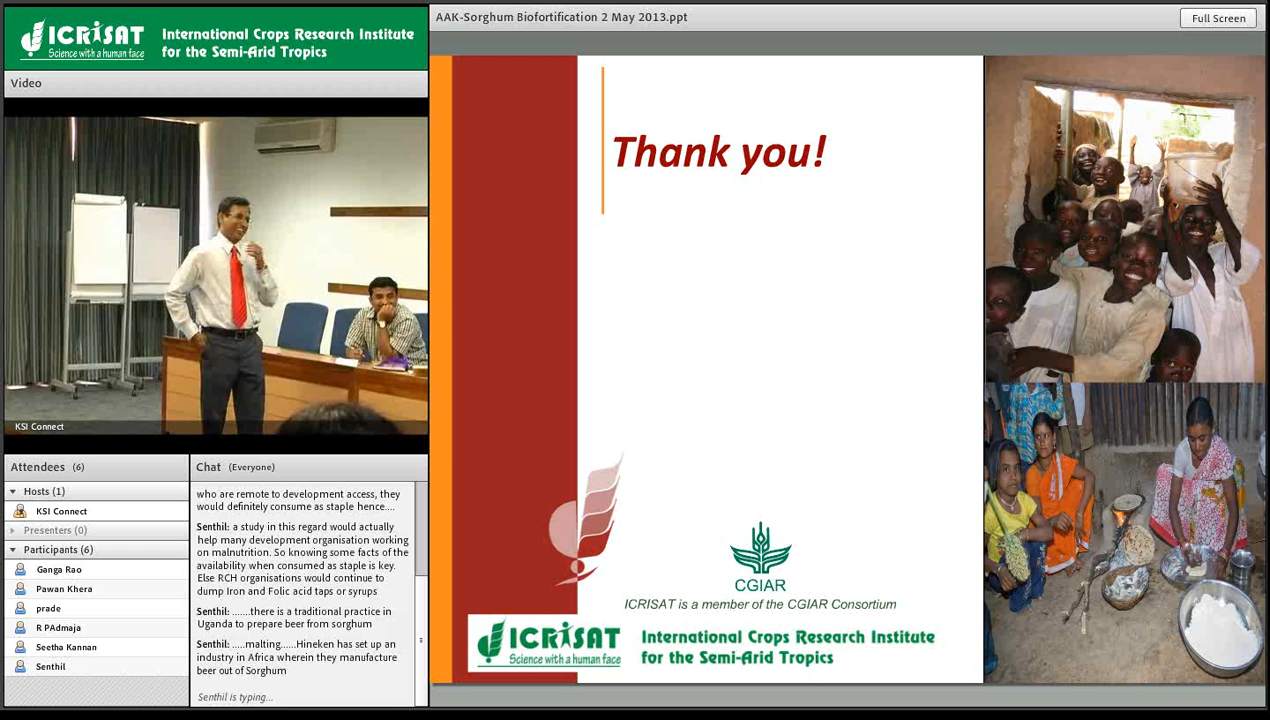 ICRISAT
Science with a human face
International Crops Research Institute
for the Semi-Arid Tropics
Video
KSI Connect
Attendees (6)
Hosts (1)
KSI Connect
Presenters (0)
Participants (6)
Ganga Rao
Pawan Khera
prade
R PAdmaja
Seetha Kannan
Senthil
Chat (Everyone)
who are remote to development access, they
would definitely consume as staple hence....
Senthil: a study in this regard would actually
help many development organisation working
on malnutrition. So knowing some facts of the
availability when consumed as staple is key.
Else RCH organisations would continue to
dump Iron and Folic acid taps or syrups
Senthil: .......there is a traditional practice in
Uganda to prepare beer from sorghum
Senthil: .....malting......Hineken has set up an
industry in Africa wherein they manufacture
beer out of Sorghum
Senthil is typing...
AAK-Sorghum Biofortification 2 May 2013.ppt
Full Screen
Thank you!
CGIAR
ICRISAT is a member of the CGIAR Consortium
ICRISAT
Science with a human face
International Crops Research Institute
for the Semi-Arid Tropics